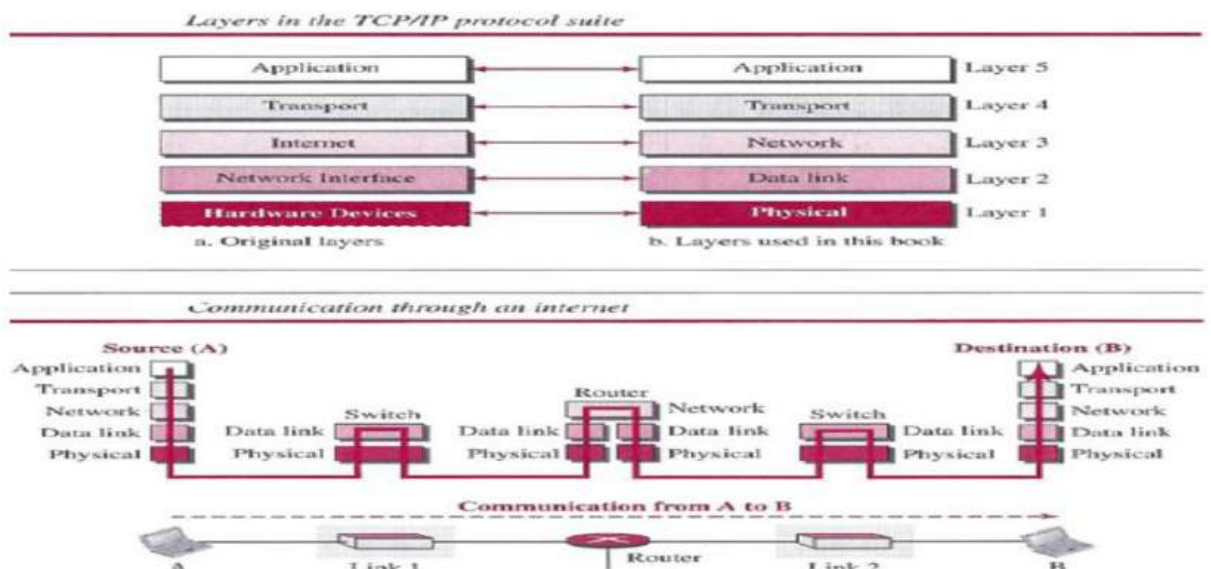 Layers in the TCP/IP protocol suite
Application Application Layer 5
Transport Transport Layer 4
Internet Network Layer 3
Network Interface Data link Layer 2
Hardware Devices Physical Layer 1
a. Original layers b. Layers used in this book
Communication through an internet
Source (A) Destination (B)
Application Application
Transport Router Transport
Network Switch Network Switch Network
Data link Data link Data link Data link Data link Data link
Physical Physical Physical Physical Physical Physical
Communication from A to B
A Link 1 Router Link 2 B